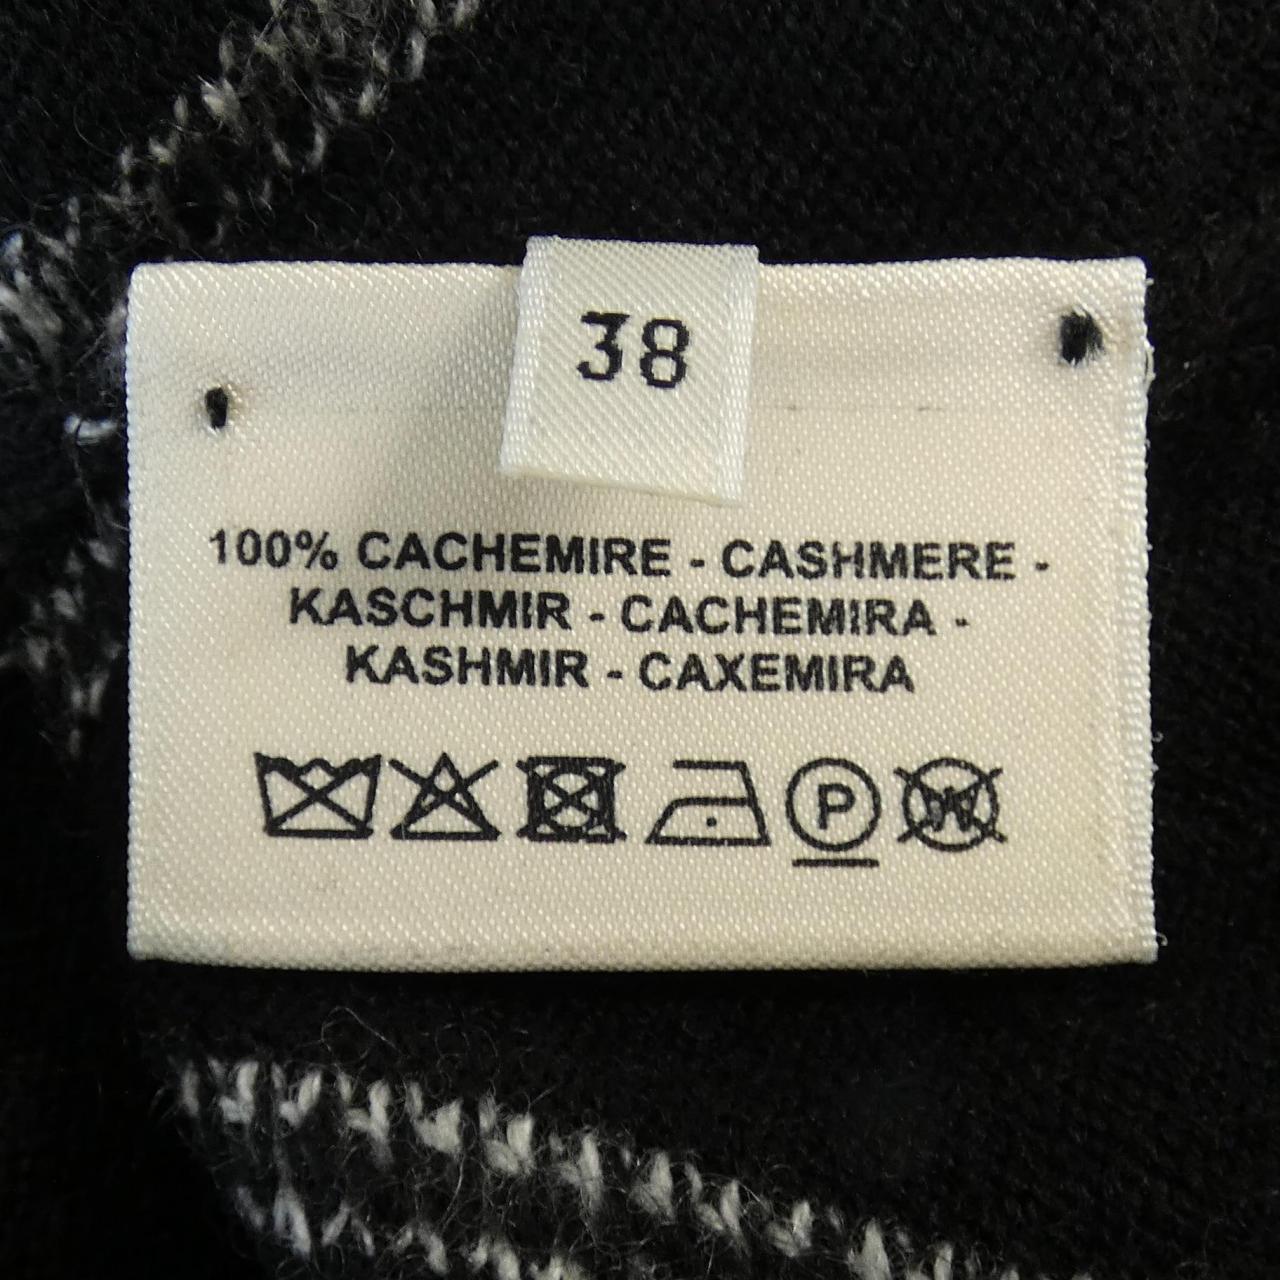 38
100% CACHEMIRE - CASHMERE -
KASCHMIR - CACHEMIRA -
KASHMIR - CAXEMIRA
P W